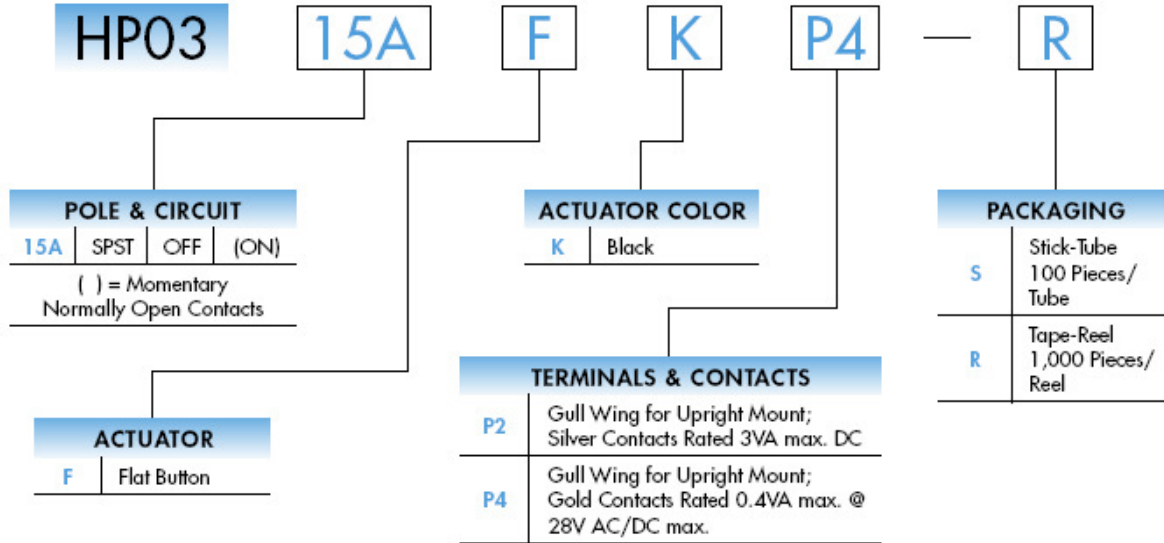 HP03 15A F K P4 — R
POLE & CIRCUIT
15A SPST OFF (ON)
( ) = Momentary
Normally Open Contacts
ACTUATOR
F Flat Button
ACTUATOR COLOR
K Black
TERMINALS & CONTACTS
P2 Gull Wing for Upright Mount;
Silver Contacts Rated 3VA max. DC
P4 Gull Wing for Upright Mount;
Gold Contacts Rated 0.4VA max. @
28V AC/DC max.
PACKAGING
S Stick-Tube
100 Pieces/
Tube
R Tape-Reel
1,000 Pieces/
Reel